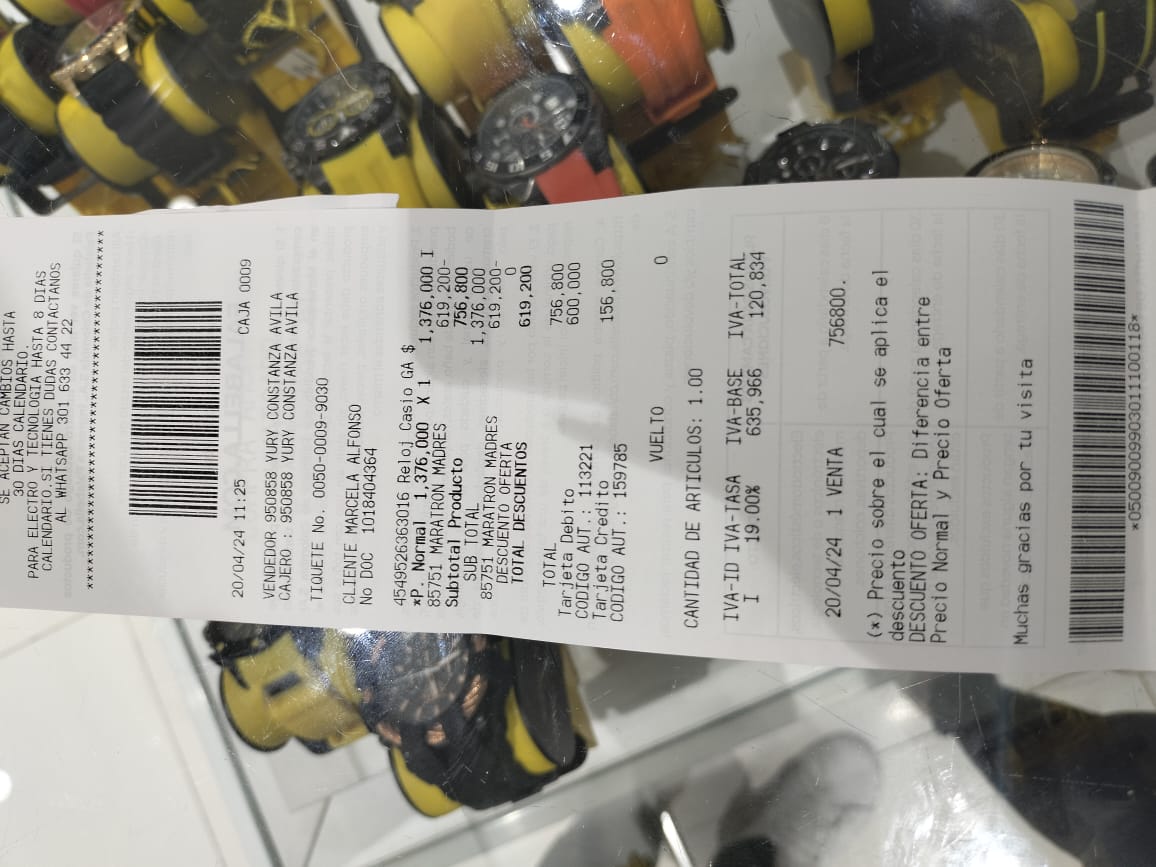 SE ACEPTAN CAMBIOS HASTA
30 DIAS CALENDARIO.
PARA ELECTRO Y TECNOLOGIA HASTA 8 DIAS
CALENDARIO.SI TIENES DUDAS CONTACTANOS
AL WHATSAPP 301 633 44 22
****************************************
20/04/24 11:25 CAJA 0009
VENDEDOR 950858 YURY CONSTANZA AVILA
CAJERO : 950858 YURY CONSTANZA AVILA
TIQUETE No. 0050-0009-9030
CLIENTE MARCELA ALFONSO
No DOC 1018404364
4549526363016 Reloj Casio GA $ 1,376,000 I
*P. Normal 1,376,000 X 1
85751 MARATRON MADRES 619,200-
Subtotal Producto 756,800
SUB TOTAL 1,376,000
85751 MARATRON MADRES 619,200-
DESCUENTO OFERTA 0
TOTAL DESCUENTOS 619,200
TOTAL 756,800
Tarjeta Debito 600,000
CODIGO AUT.: 113221
Tarjeta Credito 156,800
CODIGO AUT.: 159785
VUELTO 0
CANTIDAD DE ARTICULOS: 1.00
IVA-ID IVA-TASA IVA-BASE IVA-TOTAL
I 19.00% 635,966 120,834
20/04/24 1 VENTA 756800.
(*) Precio sobre el cual se aplica el
descuento
DESCUENTO OFERTA: Diferencia entre
Precio Normal y Precio Oferta
Muchas gracias por tu visita
*050090099030111100118*